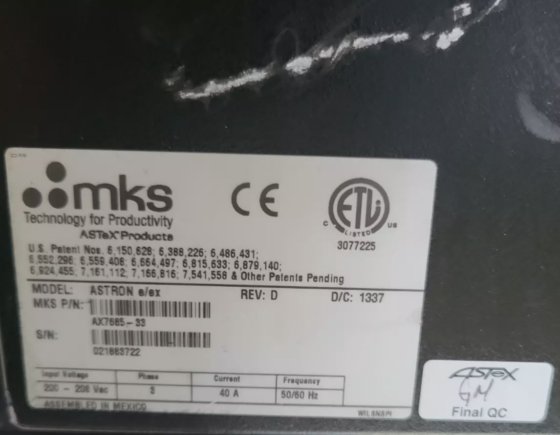 mks
Technology for Productivity
ASTeX Products
CE
ETL
C LISTED US
3077225
U.S. Patent Nos. 6,150,628; 6,388,226; 6,486,431;
6,552,296; 6,559,408; 6,664,497; 6,815,633; 6,879,140;
6,924,455; 7,161,112; 7,166,816; 7,541,558 & Other Patents Pending
MODEL: ASTRON e/ex REV: D D/C: 1337
MKS P/N:
AX7685-33
S/N:
021863722
Input Voltage Phase Current Frequency
200 - 208 Vac 3 40 A 50/60 Hz
ASSEMBLED IN MEXICO
ASTeX
GM
Final QC